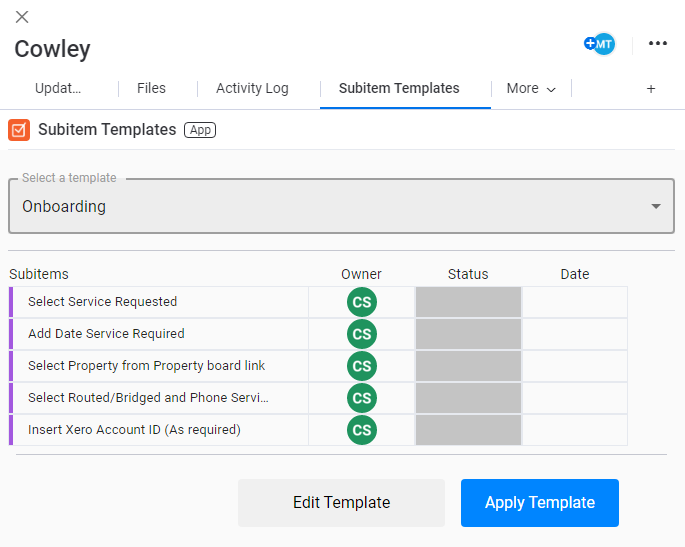 Cowley
MT
Updat...
Files
Activity Log
Subitem Templates
More
Subitem Templates
App
Select a template
Onboarding
Subitems Owner Status Date
Select Service Requested CS
Add Date Service Required CS
Select Property from Property board link CS
Select Routed/Bridged and Phone Servi... CS
Insert Xero Account ID (As required) CS
Edit Template
Apply Template